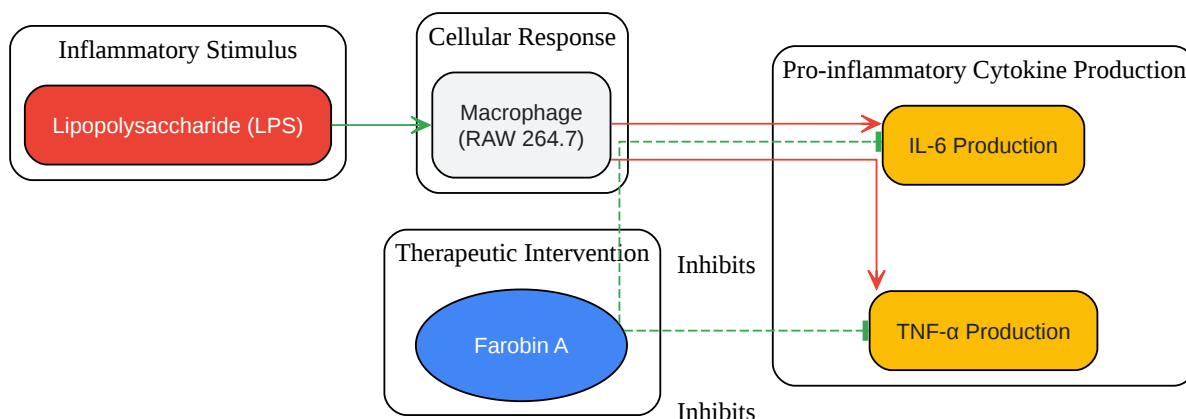 Inflammatory Stimulus
Lipopolysaccharide (LPS)
Cellular Response
Macrophage
(RAW 264.7)
Pro-inflammatory Cytokine Production
IL-6 Production
Therapeutic Intervention
Inhibits
Farobin A
TNF-α Production
Inhibits